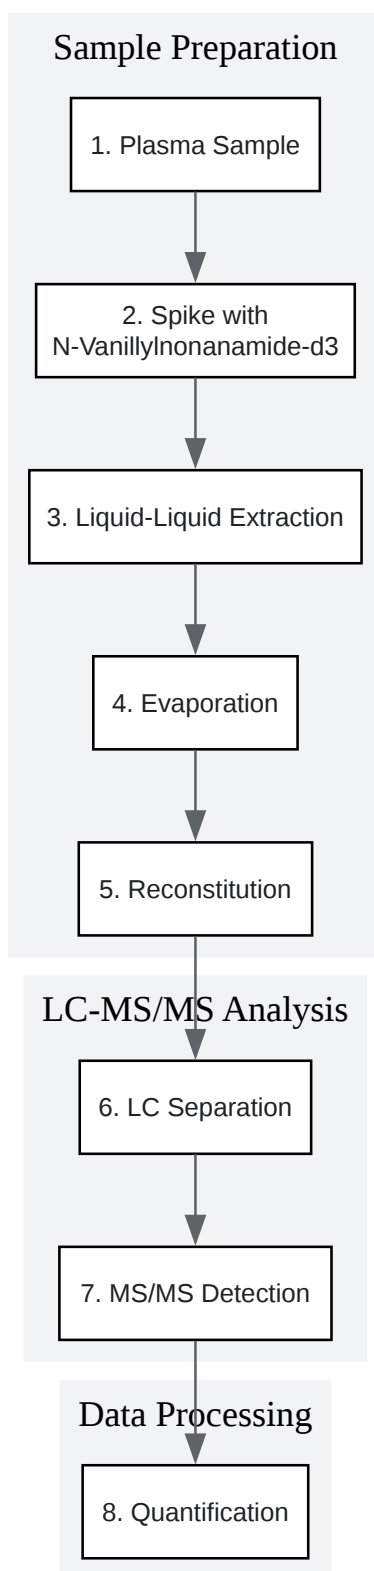 Sample Preparation
1. Plasma Sample
2. Spike with
N-Vanillylnonanamide-d3
3. Liquid-Liquid Extraction
4. Evaporation
5. Reconstitution
LC-MS/MS Analysis
6. LC Separation
7. MS/MS Detection
Data Processing
8. Quantification